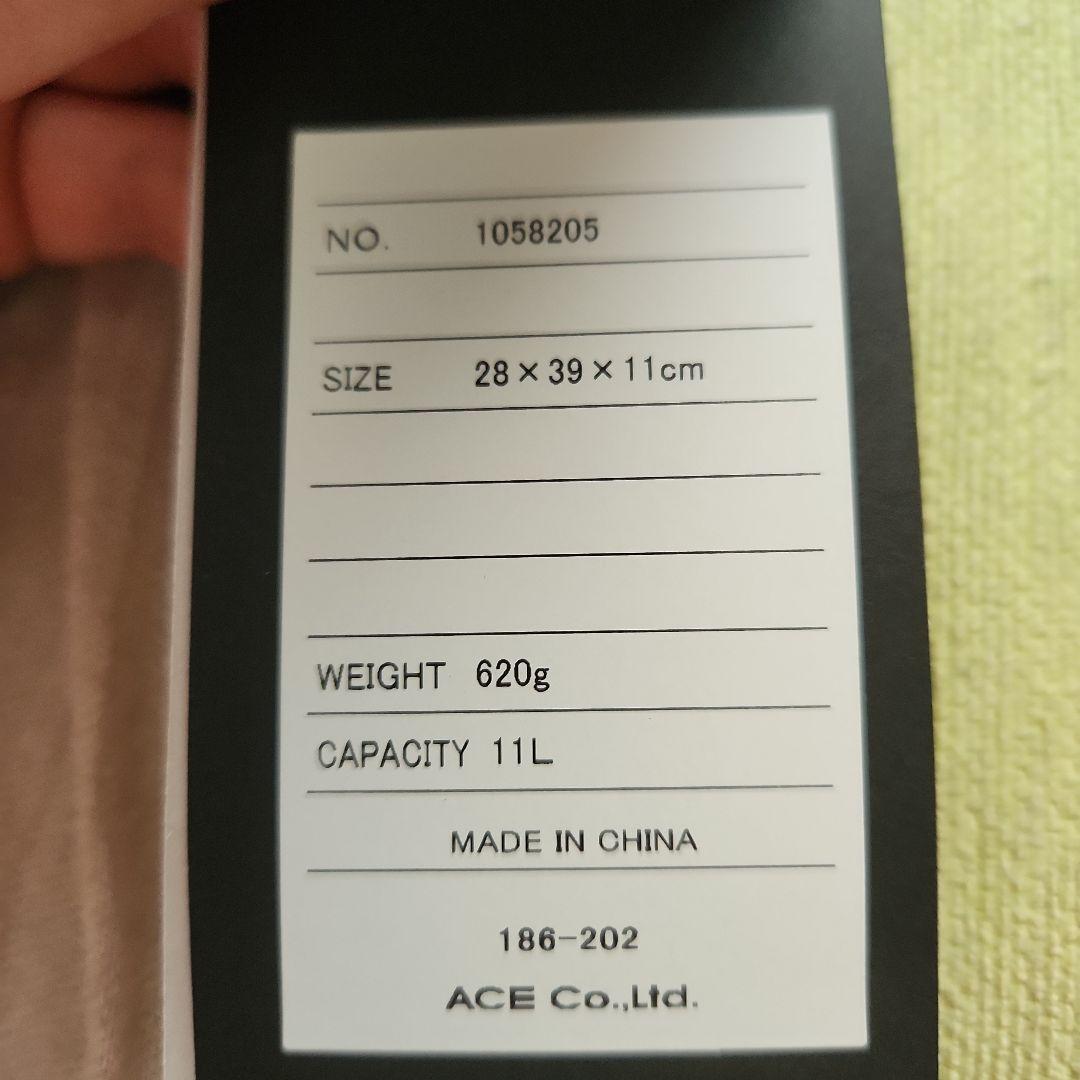 NO. 1058205
SIZE 28×39×11cm
WEIGHT 620g
CAPACITY 11L
MADE IN CHINA
186-202
ACE Co.,Ltd.